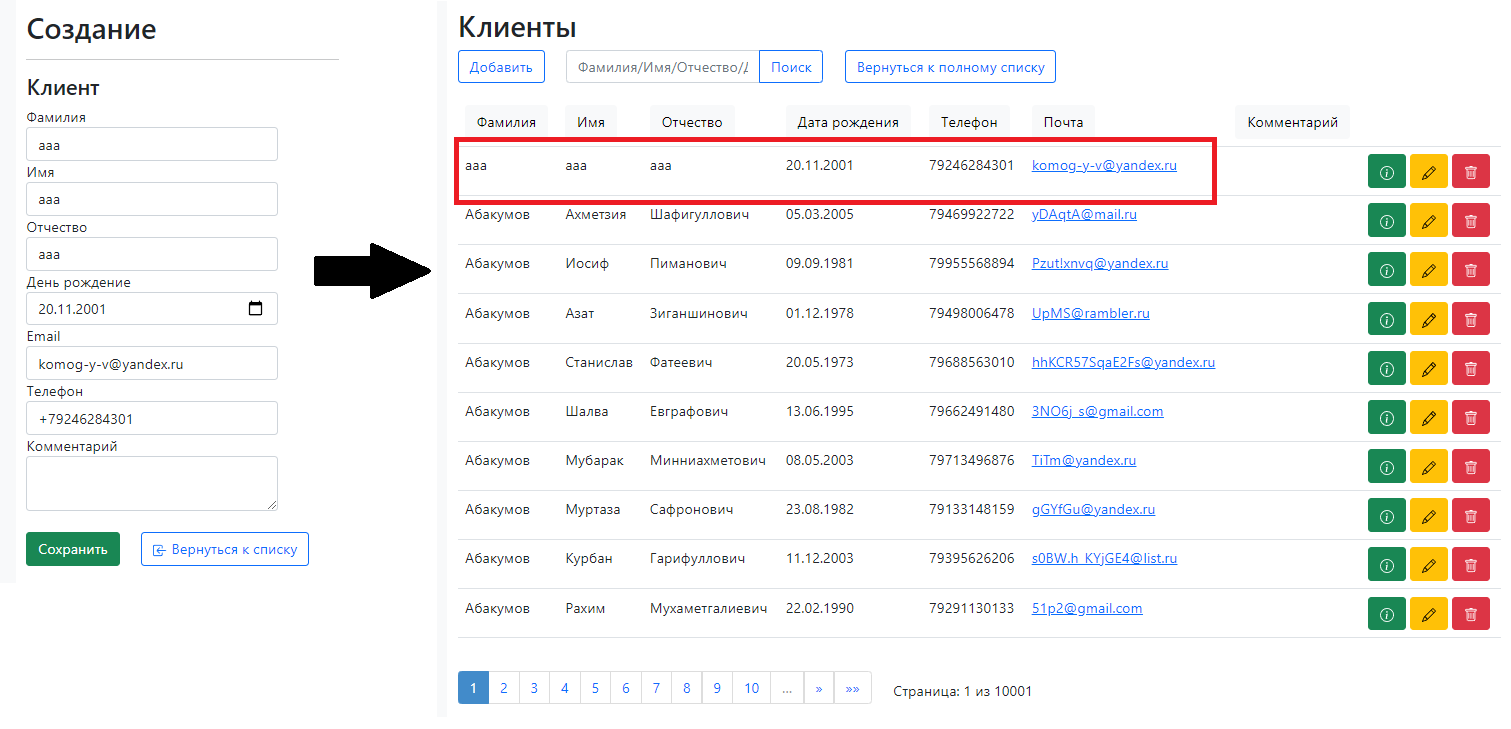 Создание
Клиент
Фамилия
ааа
Имя
ааа
Отчество
ааа
День рождение
20.11.2001
Email
komog-y-v@yandex.ru
Телефон
+79246284301
Комментарий
Сохранить Вернуться к списку
Клиенты
Добавить Фамилия/Имя/Отчество/Д Поиск Вернуться к полному списку
Фамилия Имя Отчество Дата рождения Телефон Почта Комментарий
ааа ааа ааа 20.11.2001 79246284301 komog-y-v@yandex.ru
Абакумов Ахметзия Шафигуллович 05.03.2005 79469922722 yDAqtA@mail.ru
Абакумов Иосиф Пиманович 09.09.1981 79955568894 Pzut!xnvq@yandex.ru
Абакумов Азат Зиганшинович 01.12.1978 79498006478 UpMS@rambler.ru
Абакумов Станислав Фатеевич 20.05.1973 79688563010 hhKCR57SqaE2Fs@yandex.ru
Абакумов Шалва Евграфович 13.06.1995 79662491480 3NO6j_s@gmail.com
Абакумов Мубарак Минниахметович 08.05.2003 79713496876 TiTm@yandex.ru
Абакумов Муртаза Сафронович 23.08.1982 79133148159 gGYfGu@yandex.ru
Абакумов Курбан Гарифуллович 11.12.2003 79395626206 s0BW.h_KYjGE4@list.ru
Абакумов Рахим Мухаметгалиевич 22.02.1990 79291130133 51p2@gmail.com
1 2 3 4 5 6 7 8 9 10 ... » »» Страница: 1 из 10001